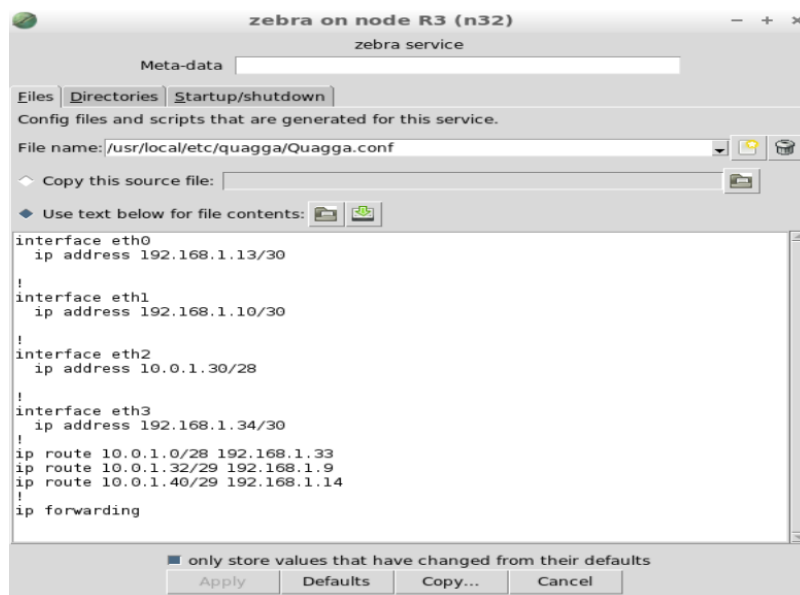 zebra on node R3 (n32)
zebra service
Meta-data
Files Directories Startup/shutdown
Config files and scripts that are generated for this service.
File name: /usr/local/etc/quagga/Quagga.conf
Copy this source file:
Use text below for file contents:
interface eth0
  ip address 192.168.1.13/30
!
interface eth1
  ip address 192.168.1.10/30
!
interface eth2
  ip address 10.0.1.30/28
!
interface eth3
  ip address 192.168.1.34/30
!
ip route 10.0.1.0/28 192.168.1.33
ip route 10.0.1.32/29 192.168.1.9
ip route 10.0.1.40/29 192.168.1.14
!
ip forwarding
only store values that have changed from their defaults
Apply Defaults Copy... Cancel